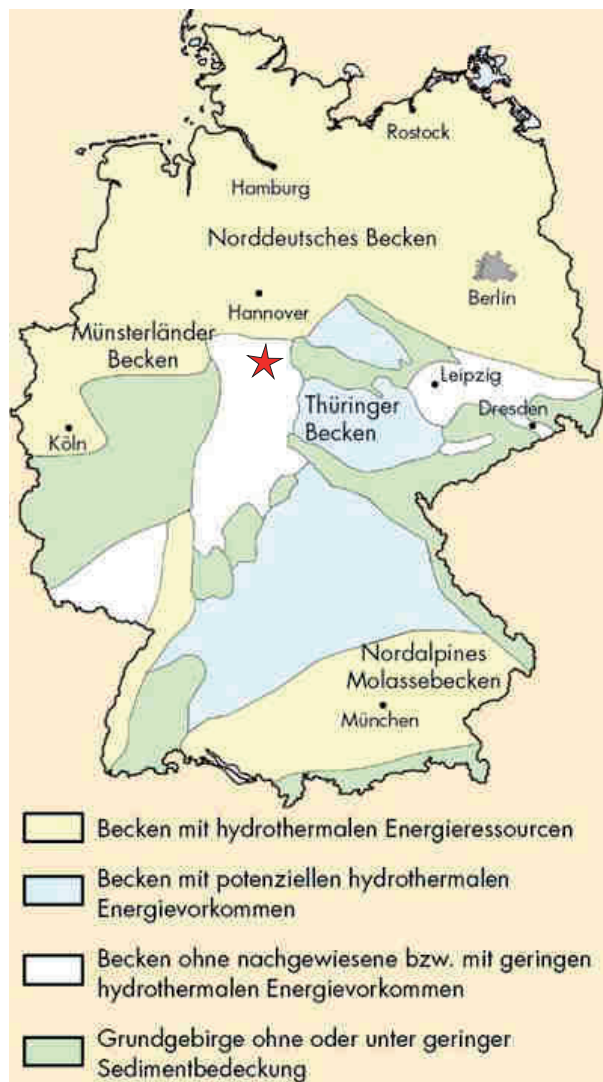 Rostock
Hamburg
Norddeutsches Becken
Berlin
Hannover
Münsterländer
Becken
Leipzig
Thüringer
Becken
Dresden
Köln
Nordalpines
Molassebecken
München
Becken mit hydrothermalen Energieressourcen
Becken mit potenziellen hydrothermalen
Energievorkommen
Becken ohne nachgewiesene bzw. mit geringen
hydrothermalen Energievorkommen
Grundgebirge ohne oder unter geringer
Sedimentbedeckung